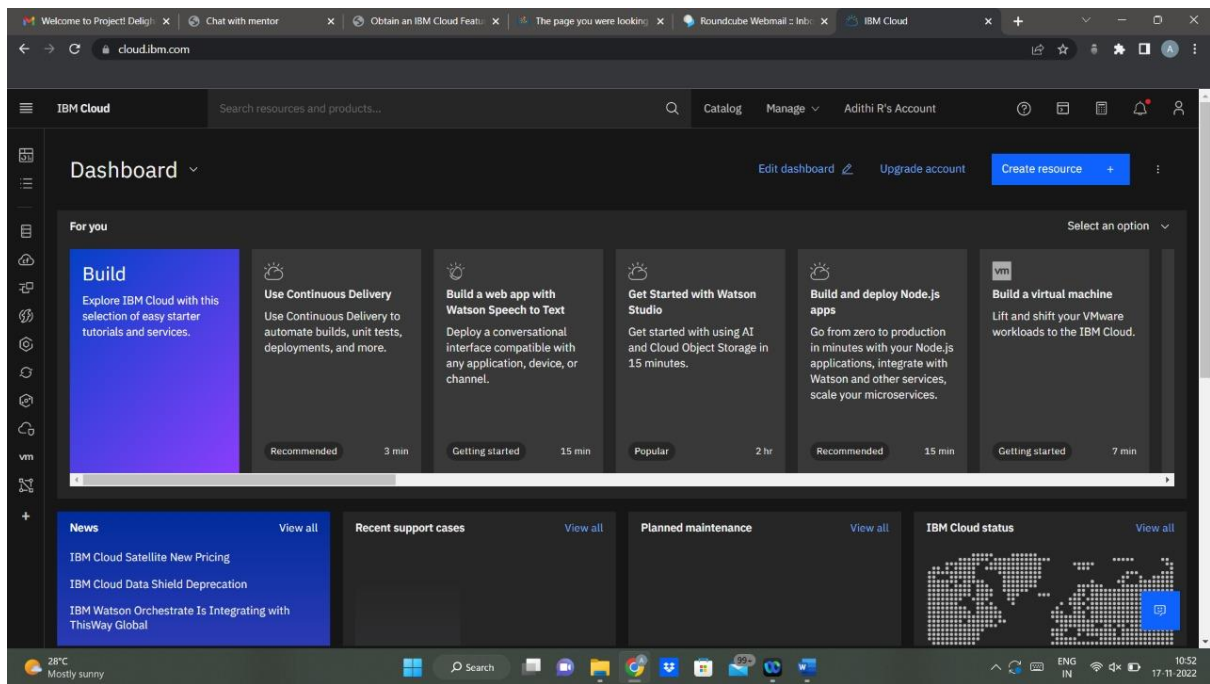 Welcome to Project! Deligh
Chat with mentor
Obtain an IBM Cloud Featu
The page you were looking
Roundcube Webmail :: Inbo
IBM Cloud
cloud.ibm.com
A
IBM Cloud
Search resources and products...
Catalog
Manage
Adithi R's Account
Dashboard
Edit dashboard
Upgrade account
Create resource +
For you
Select an option
Build
Explore IBM Cloud with this
selection of easy starter
tutorials and services.
Use Continuous Delivery
Use Continuous Delivery to
automate builds, unit tests,
deployments, and more.
Recommended
3 min
Build a web app with
Watson Speech to Text
Deploy a conversational
interface compatible with
any application, device, or
channel.
Getting started
15 min
Get Started with Watson
Studio
Get started with using AI
and Cloud Object Storage in
15 minutes.
Popular
2 hr
Build and deploy Node.js
apps
Go from zero to production
in minutes with your Node.js
applications, integrate with
Watson and other services,
scale your microservices.
Recommended
15 min
vm
Build a virtual machine
Lift and shift your VMware
workloads to the IBM Cloud.
Getting started
7 min
vm
News
View all
IBM Cloud Satellite New Pricing
IBM Cloud Data Shield Deprecation
IBM Watson Orchestrate Is Integrating with
ThisWay Global
Recent support cases
View all
Planned maintenance
View all
IBM Cloud status
View all
28°C
Mostly sunny
Search
99+
W
ENG
IN
10:52
17-11-2022